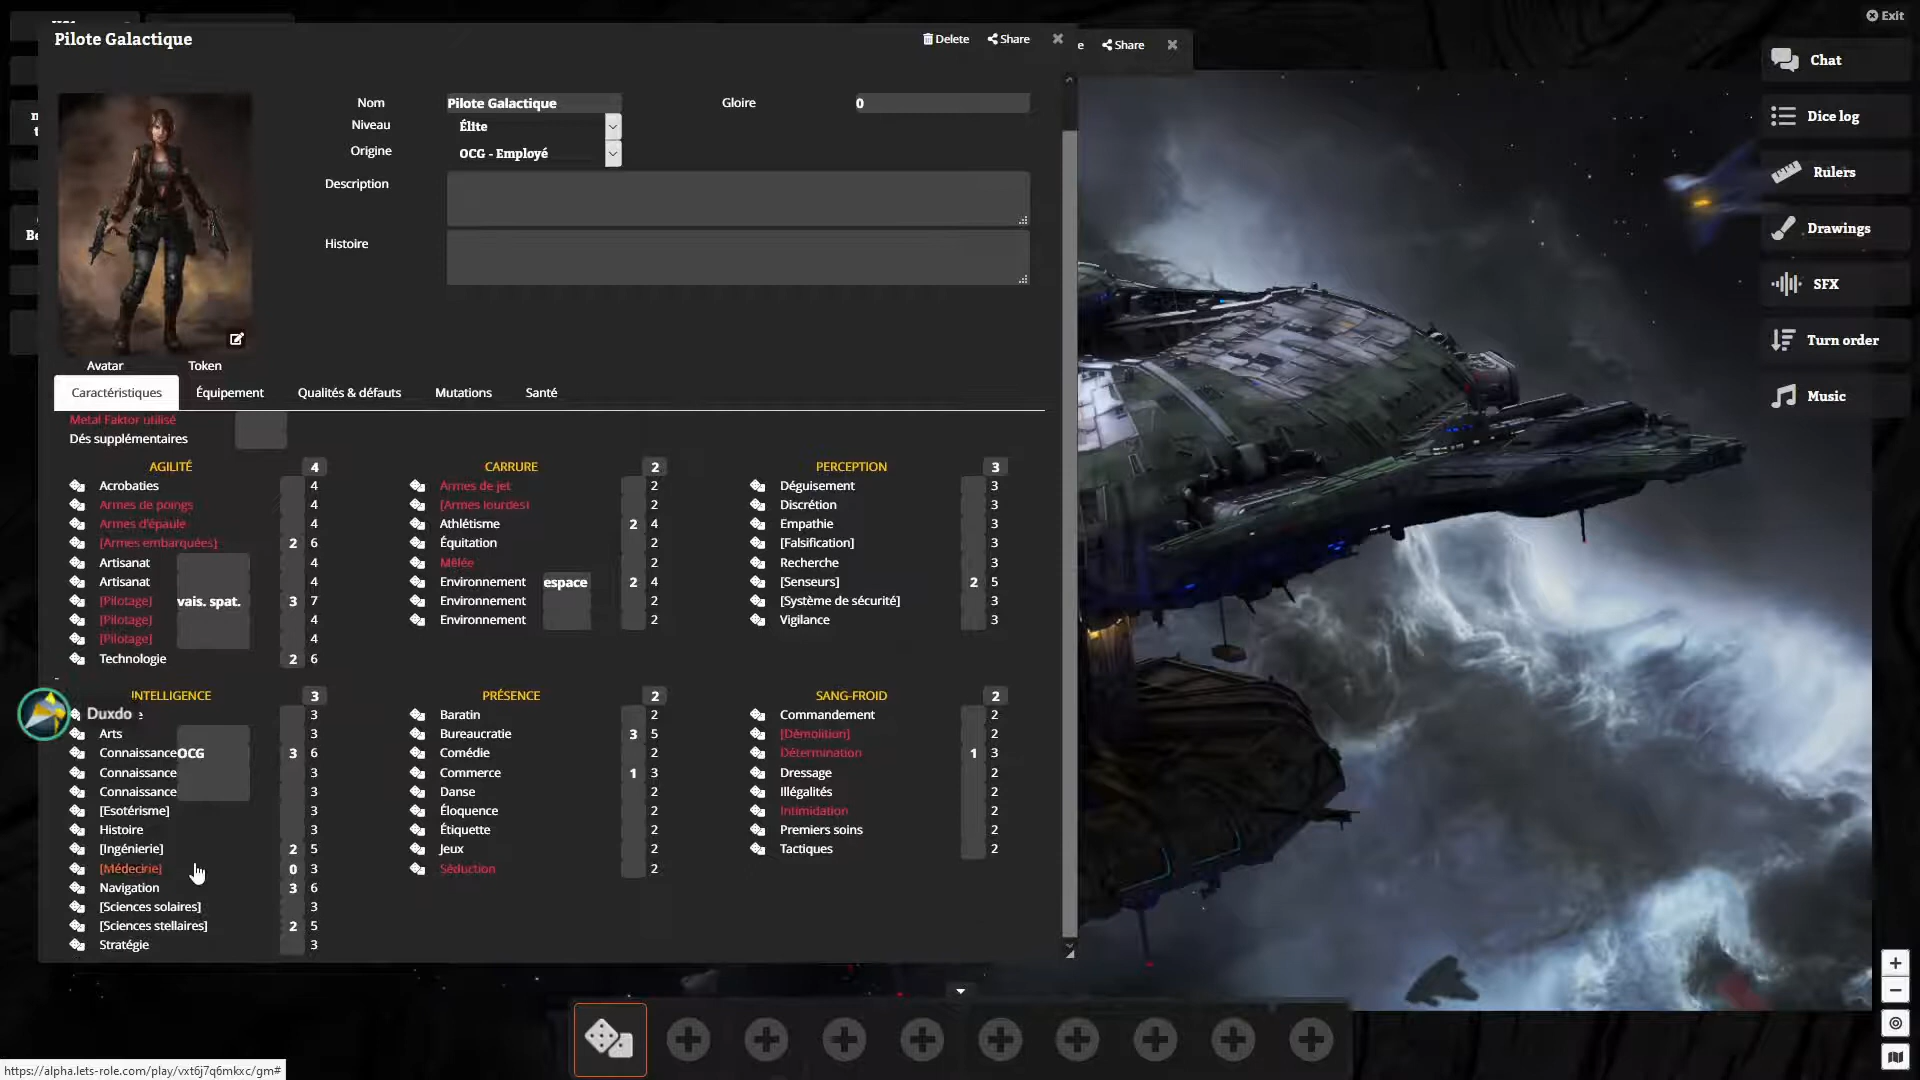 Exit
Pilote Galactique
Delete
Share
Share
Chat
Dice log
Rulers
Drawings
SFX
Turn order
Music
Nom
Pilote Galactique
Gloire
0
Niveau
Élite
Origine
OCG - Employé
Description
Histoire
Avatar
Token
Caractéristiques
Équipement
Qualités & défauts
Mutations
Santé
Metal Faktor utilisé
Dés supplémentaires
AGILITÉ 4
Acrobaties 4
Armes de poings 4
Armes d'épaule 4
[Armes embarquées] 2 6
Artisanat 4
Artisanat 4
[Pilotage] vais. spat. 3 7
[Pilotage] 4
[Pilotage] 4
Technologie 2 6
CARRURE 2
Armes de jet 2
[Armes lourdes] 2
Athlétisme 2 4
Équitation 2
Mêlée 2
Environnement espace 2 4
Environnement 2
Environnement 2
PERCEPTION 3
Déguisement 3
Discrétion 3
Empathie 3
[Falsification] 3
Recherche 3
[Senseurs] 2 5
[Système de sécurité] 3
Vigilance 3
INTELLIGENCE 3
Duxdo
3
Arts 3
Connaissance OCG 3 6
Connaissance 3
Connaissance 3
[Esotérisme] 3
Histoire 3
[Ingénierie] 2 5
[Médecine] 0 3
Navigation 3 6
[Sciences solaires] 3
[Sciences stellaires] 2 5
Stratégie 3
PRÉSENCE 2
Baratin 2
Bureaucratie 3 5
Comédie 2
Commerce 1 3
Danse 2
Éloquence 2
Étiquette 2
Jeux 2
Séduction 2
SANG-FROID 2
Commandement 2
[Démolition] 2
Détermination 1 3
Dressage 2
Illégalités 2
Intimidation 2
Premiers soins 2
Tactiques 2
https://alpha.lets-role.com/play/vxt6j7q6mkxc/gm#